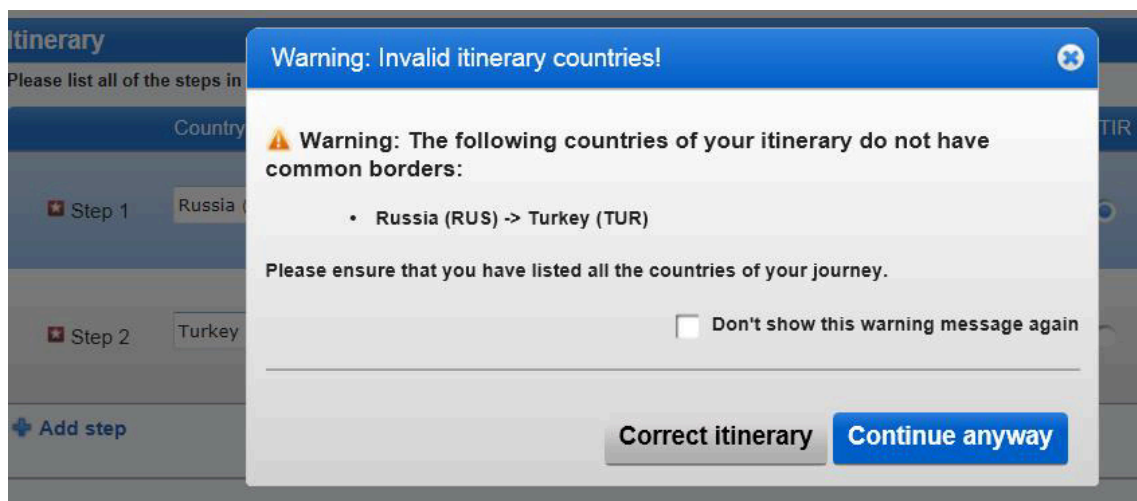 Itinerary
Please list all of the steps in
Country
TIR
Step 1
Russia (
Step 2
Turkey
Add step
Warning: Invalid itinerary countries!
Warning: The following countries of your itinerary do not have
common borders:
• Russia (RUS) -> Turkey (TUR)
Please ensure that you have listed all the countries of your journey.
Don't show this warning message again
Correct itinerary
Continue anyway